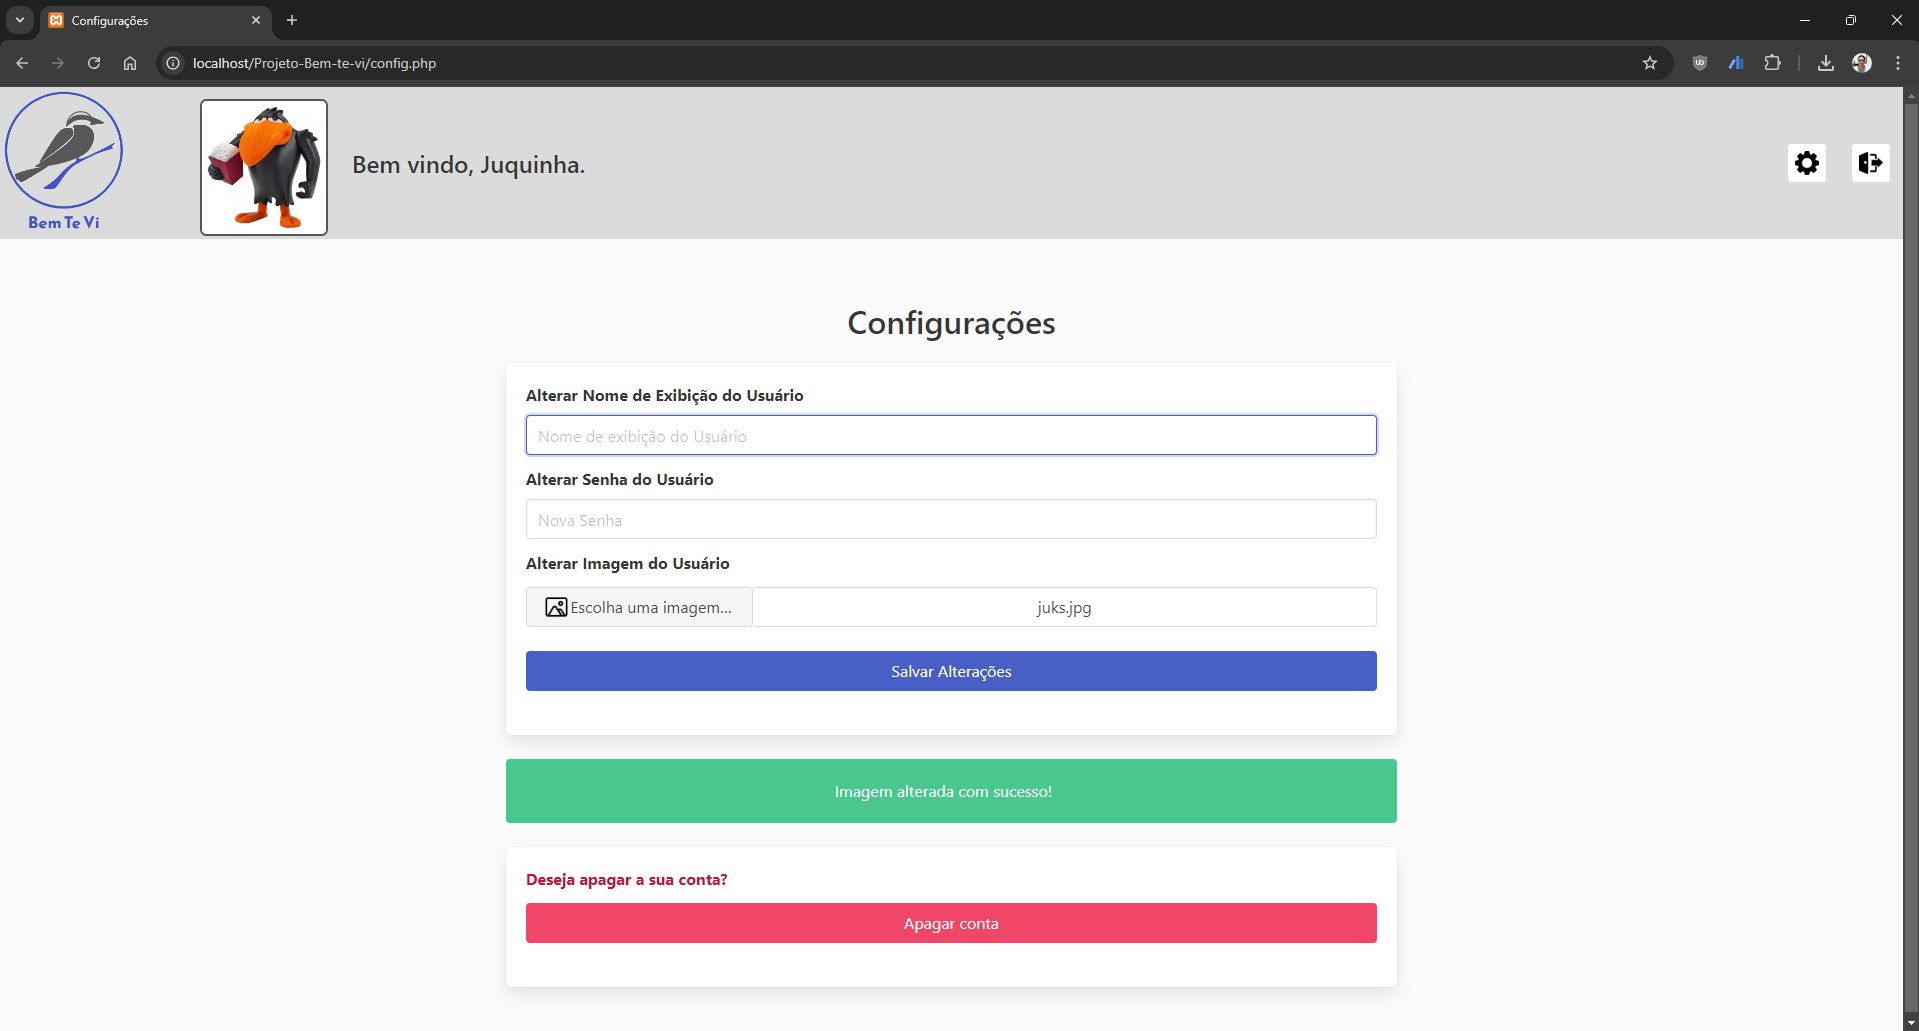 Configurações
localhost/Projeto-Bem-te-vi/config.php
Bem Te Vi
Bem vindo, Juquinha.
Configurações
Alterar Nome de Exibição do Usuário
Nome de exibição do Usuário
Alterar Senha do Usuário
Nova Senha
Alterar Imagem do Usuário
Escolha uma imagem...
juks.jpg
Salvar Alterações
Imagem alterada com sucesso!
Deseja apagar a sua conta?
Apagar conta